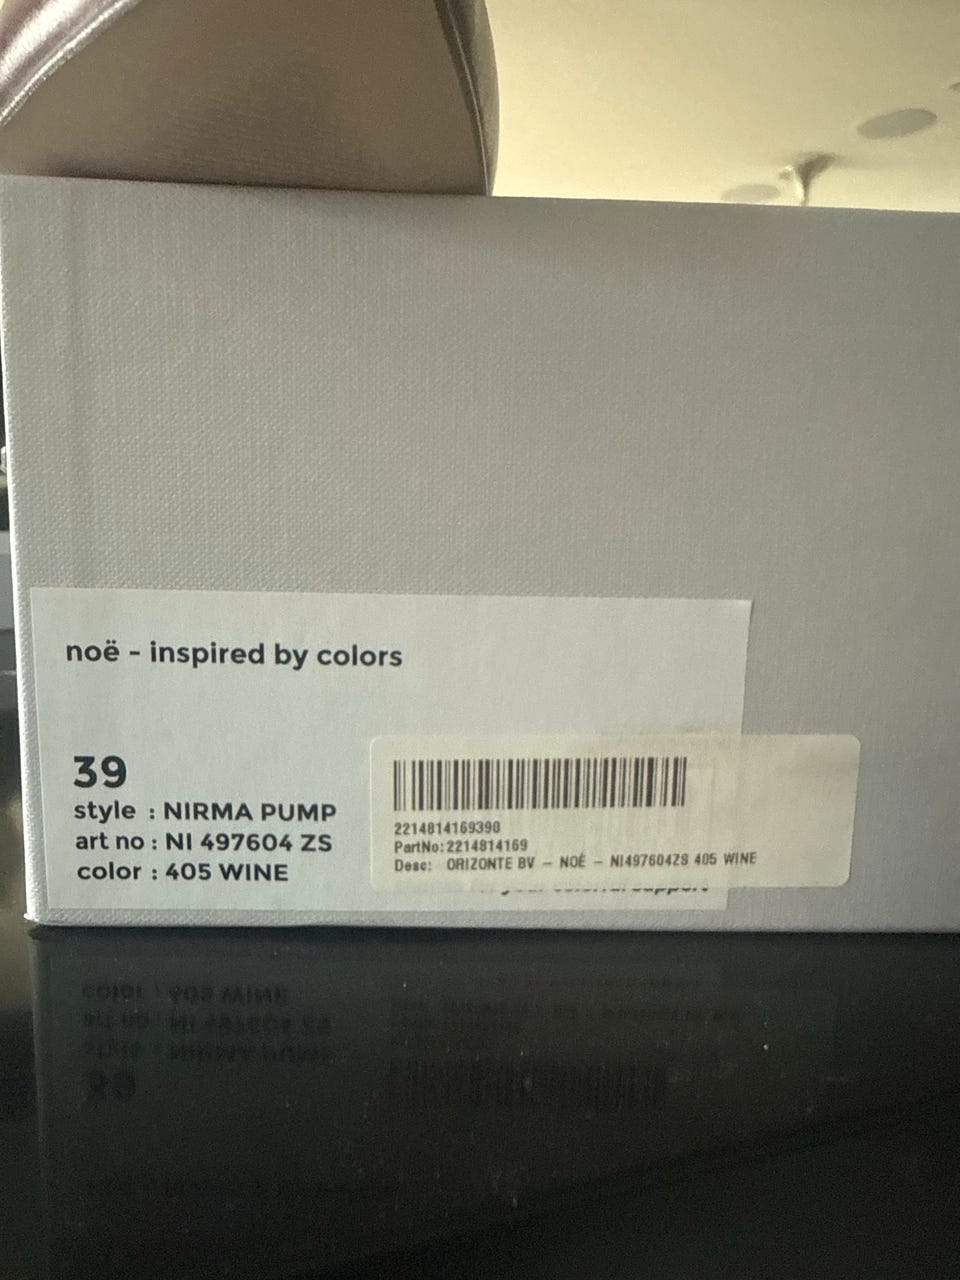 noë - inspired by colors
39
style : NIRMA PUMP
art no : NI 497604 ZS
color : 405 WINE
2214814169390
PartNo:2214814169
Desc: ORIZONTE BV - NOÉ - NI497604ZS 405 WINE